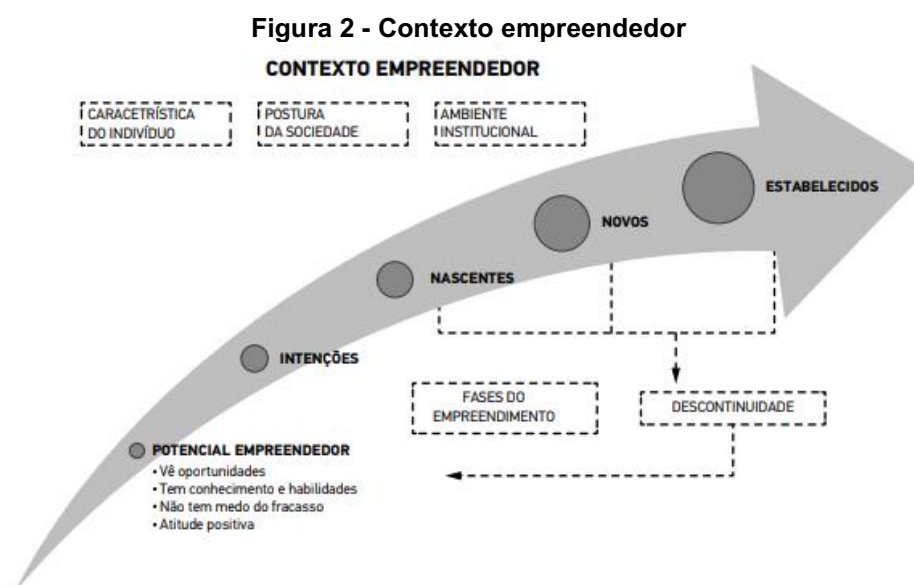 Figura 2 - Contexto empreendedor
CONTEXTO EMPREENDEDOR
CARACETRÍSTICA
DO INDIVÍDUO
POSTURA
DA SOCIEDADE
AMBIENTE
INSTITUCIONAL
ESTABELECIDOS
NOVOS
NASCENTES
INTENÇÕES
FASES DO
EMPREENDIMENTO
DESCONTINUIDADE
POTENCIAL EMPREENDEDOR
• Vê oportunidades
• Tem conhecimento e habilidades
• Não tem medo do fracasso
• Atitude positiva